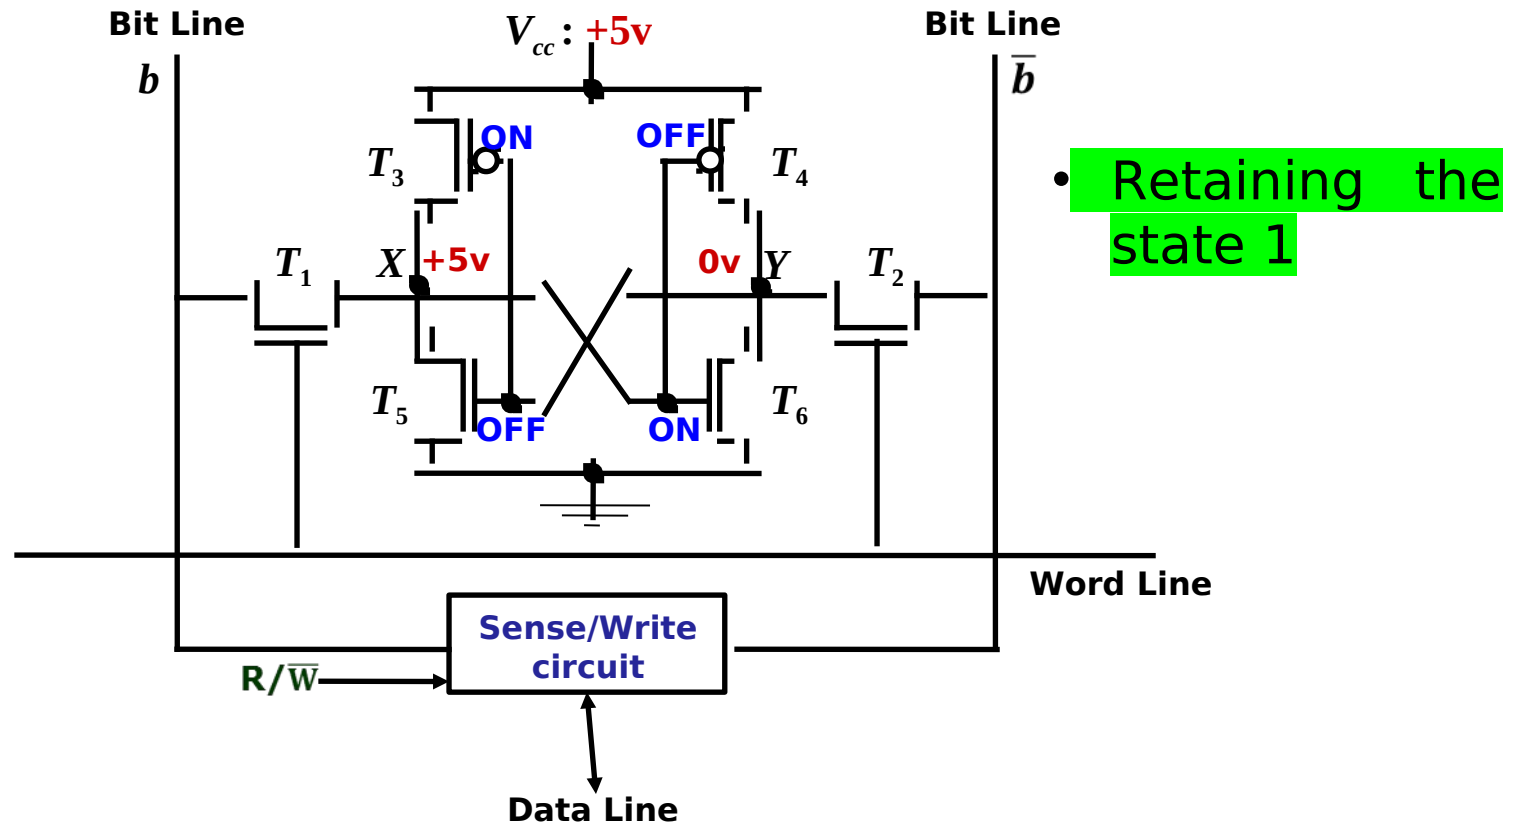 Bit Line
V_cc : +5v
Bit Line
b
b̅
ON
OFF
T₃
T₄
• Retaining the
state 1
T₁
X
+5v
0v
Y
T₂
T₅
T₆
OFF
ON
Word Line
Sense/Write
circuit
R/W̅
Data Line